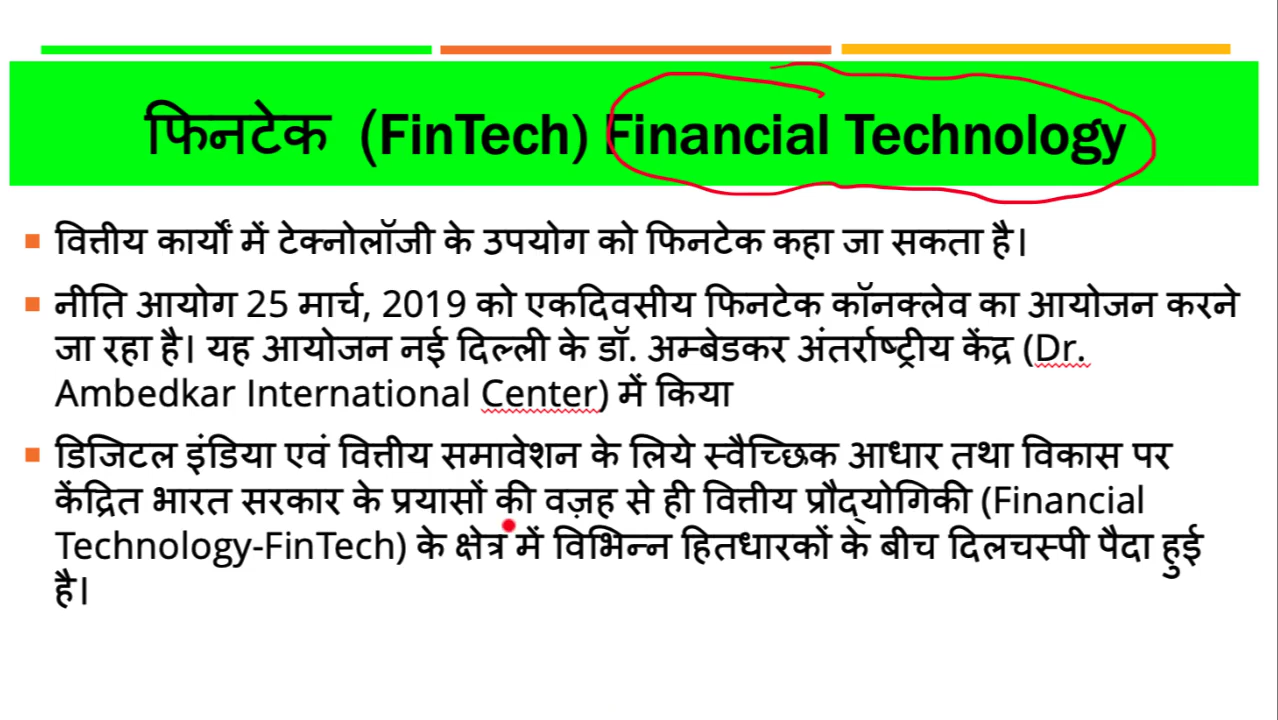 फिनटेक (FinTech) Financial Technology
वित्तीय कार्यों में टेक्नोलॉजी के उपयोग को फिनटेक कहा जा सकता है।
नीति आयोग 25 मार्च, 2019 को एकदिवसीय फिनटेक कॉनक्लेव का आयोजन करने
जा रहा है। यह आयोजन नई दिल्ली के डॉ. अम्बेडकर अंतर्राष्ट्रीय केंद्र (Dr.
Ambedkar International Center) में किया
डिजिटल इंडिया एवं वित्तीय समावेशन के लिये स्वैच्छिक आधार तथा विकास पर
केंद्रित भारत सरकार के प्रयासों की वज़ह से ही वित्तीय प्रौद्योगिकी (Financial
Technology-FinTech) के क्षेत्र में विभिन्न हितधारकों के बीच दिलचस्पी पैदा हुई
है।